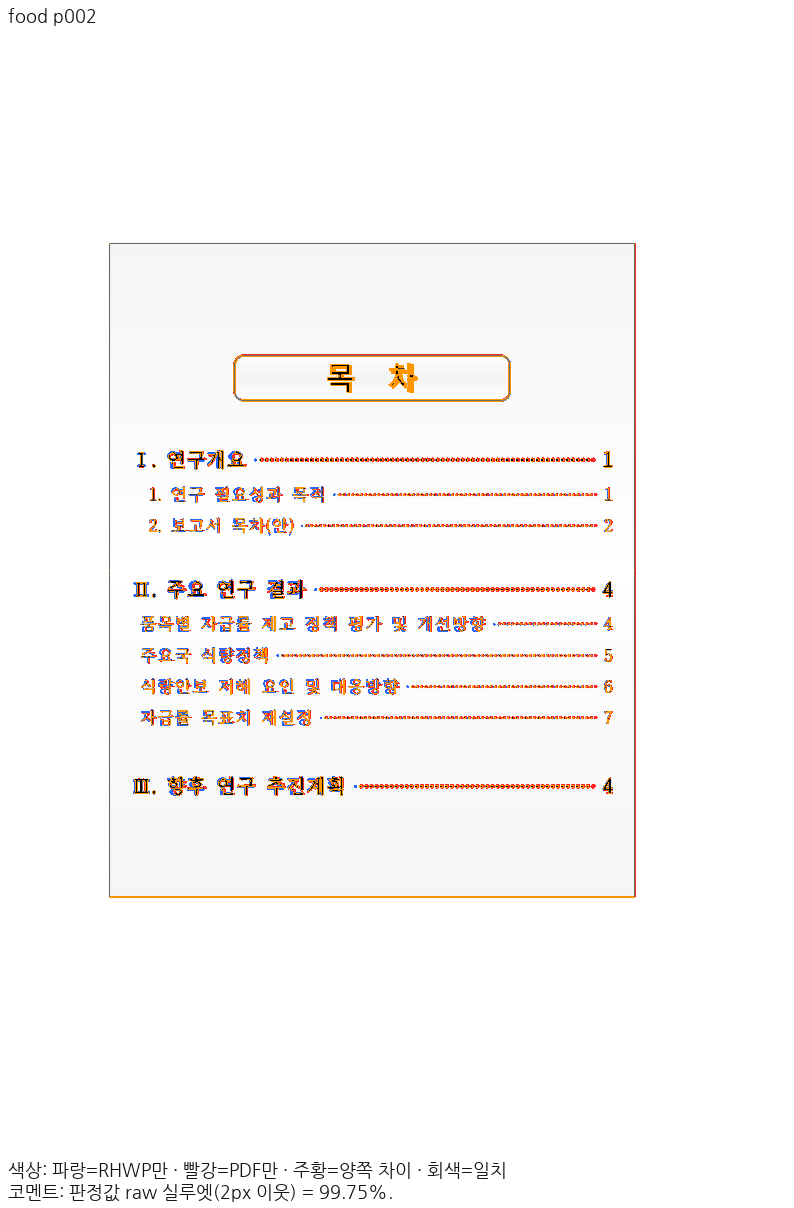 food p002
목 차
Ⅰ. 연구개요 ········ 1
1. 연구 필요성과 목적 ········ 1
2. 보고서 목차(안) ········ 2
Ⅱ. 주요 연구 결과 ········ 4
품목별 자급률 제고 정책 평가 및 개선방향 ········ 4
주요국 식량정책 ········ 5
식량안보 저해 요인 및 대응방향 ········ 6
자급률 목표치 재설정 ········ 7
Ⅲ. 향후 연구 추진계획 ········ 4
색상: 파랑=RHWP만 · 빨강=PDF만 · 주황=양쪽 차이 · 회색=일치
코멘트: 판정값 raw 실루엣(2px 이웃) = 99.75%.